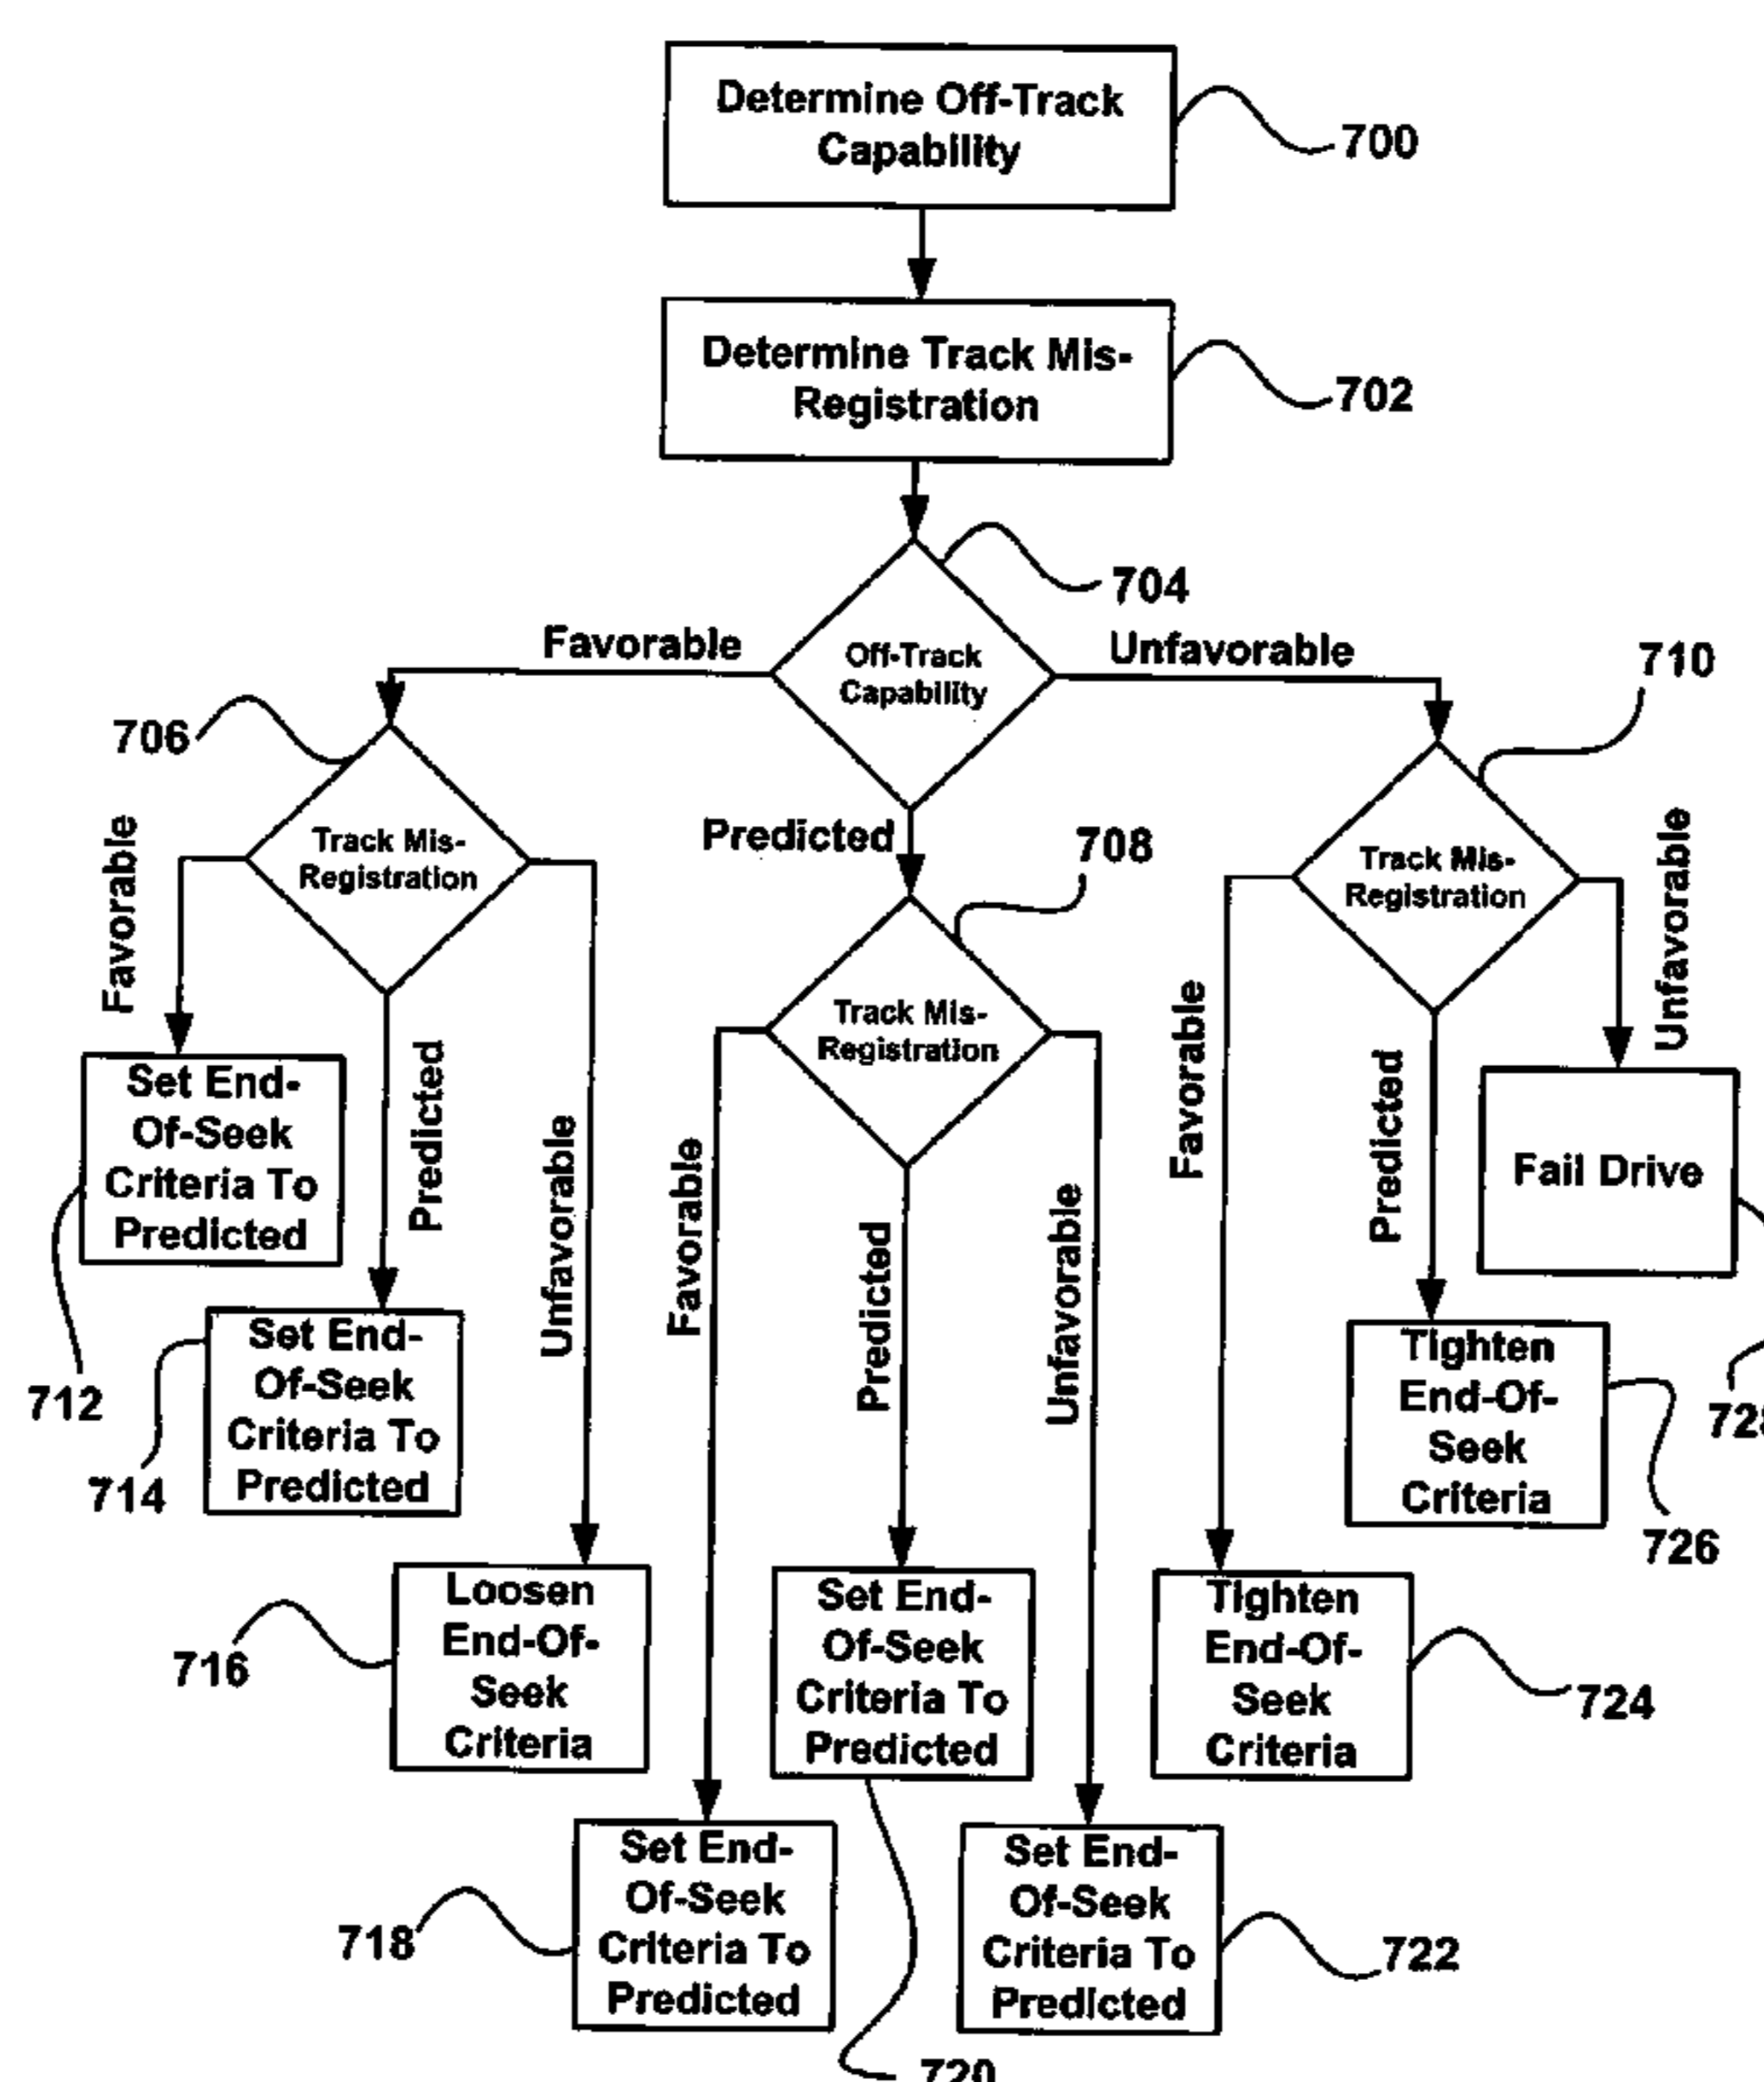 Determine Off-Track
Capability
700
Determine Track Mis-
Registration
702
704
Favorable
Off-Track
Capability
Unfavorable
710
706
Track Mis-
Registration
Predicted
708
Track Mis-
Registration
Favorable
Unfavorable
Track Mis-
Registration
Favorable
Predicted
Predicted
Unfavorable
Set End-
Of-Seek
Criteria To
Predicted
Fail Drive
Favorable
Predicted
Unfavorable
712
Set End-
Of-Seek
Criteria To
Predicted
714
Tighten
End-Of-
Seek
Criteria
726
Loosen
End-Of-
Seek
Criteria
716
Set End-
Of-Seek
Criteria To
Predicted
Tighten
End-Of-
Seek
Criteria
724
Set End-
Of-Seek
Criteria To
Predicted
718
Set End-
Of-Seek
Criteria To
Predicted
722
720